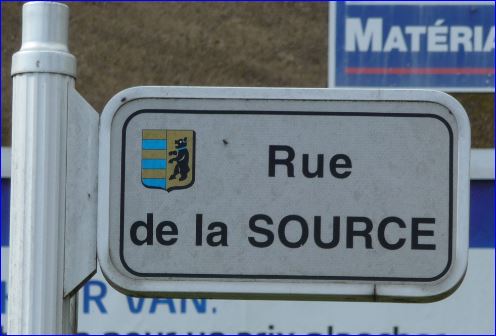 MATÉRIA
Rue
de la SOURCE
R VAN.